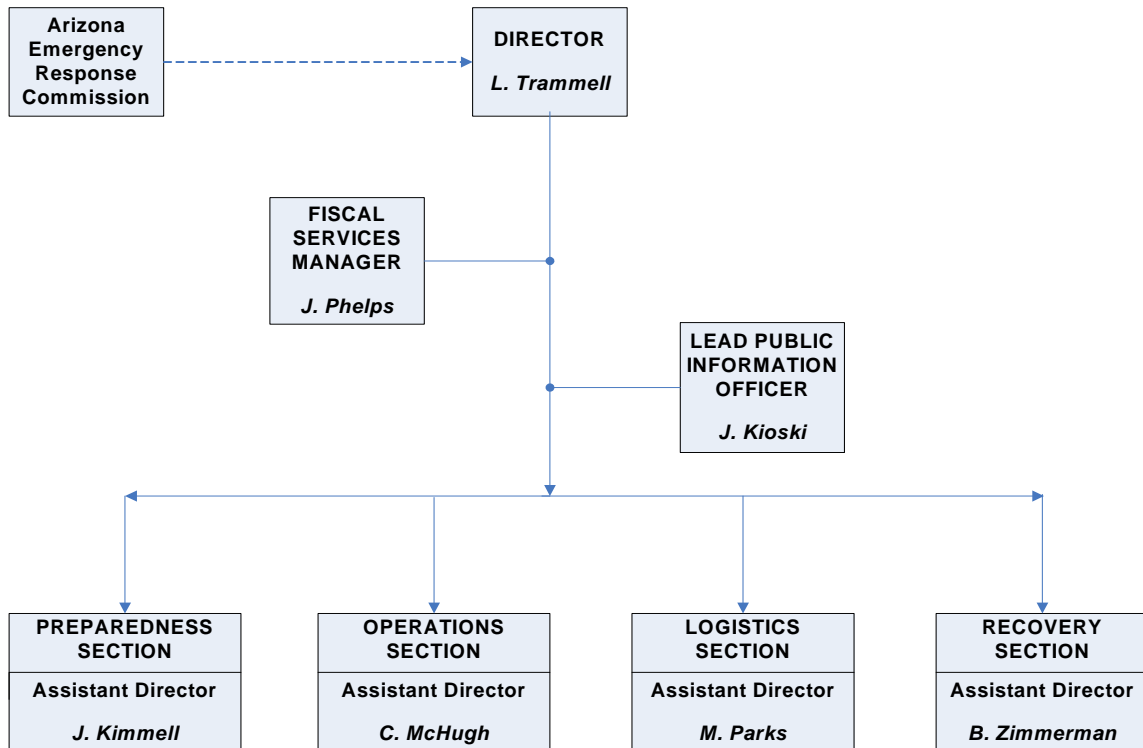 Arizona
Emergency
Response
Commission
DIRECTOR
L. Trammell
FISCAL
SERVICES
MANAGER
J. Phelps
LEAD PUBLIC
INFORMATION
OFFICER
J. Kioski
PREPAREDNESS
SECTION
Assistant Director
J. Kimmell
OPERATIONS
SECTION
Assistant Director
C. McHugh
LOGISTICS
SECTION
Assistant Director
M. Parks
RECOVERY
SECTION
Assistant Director
B. Zimmerman